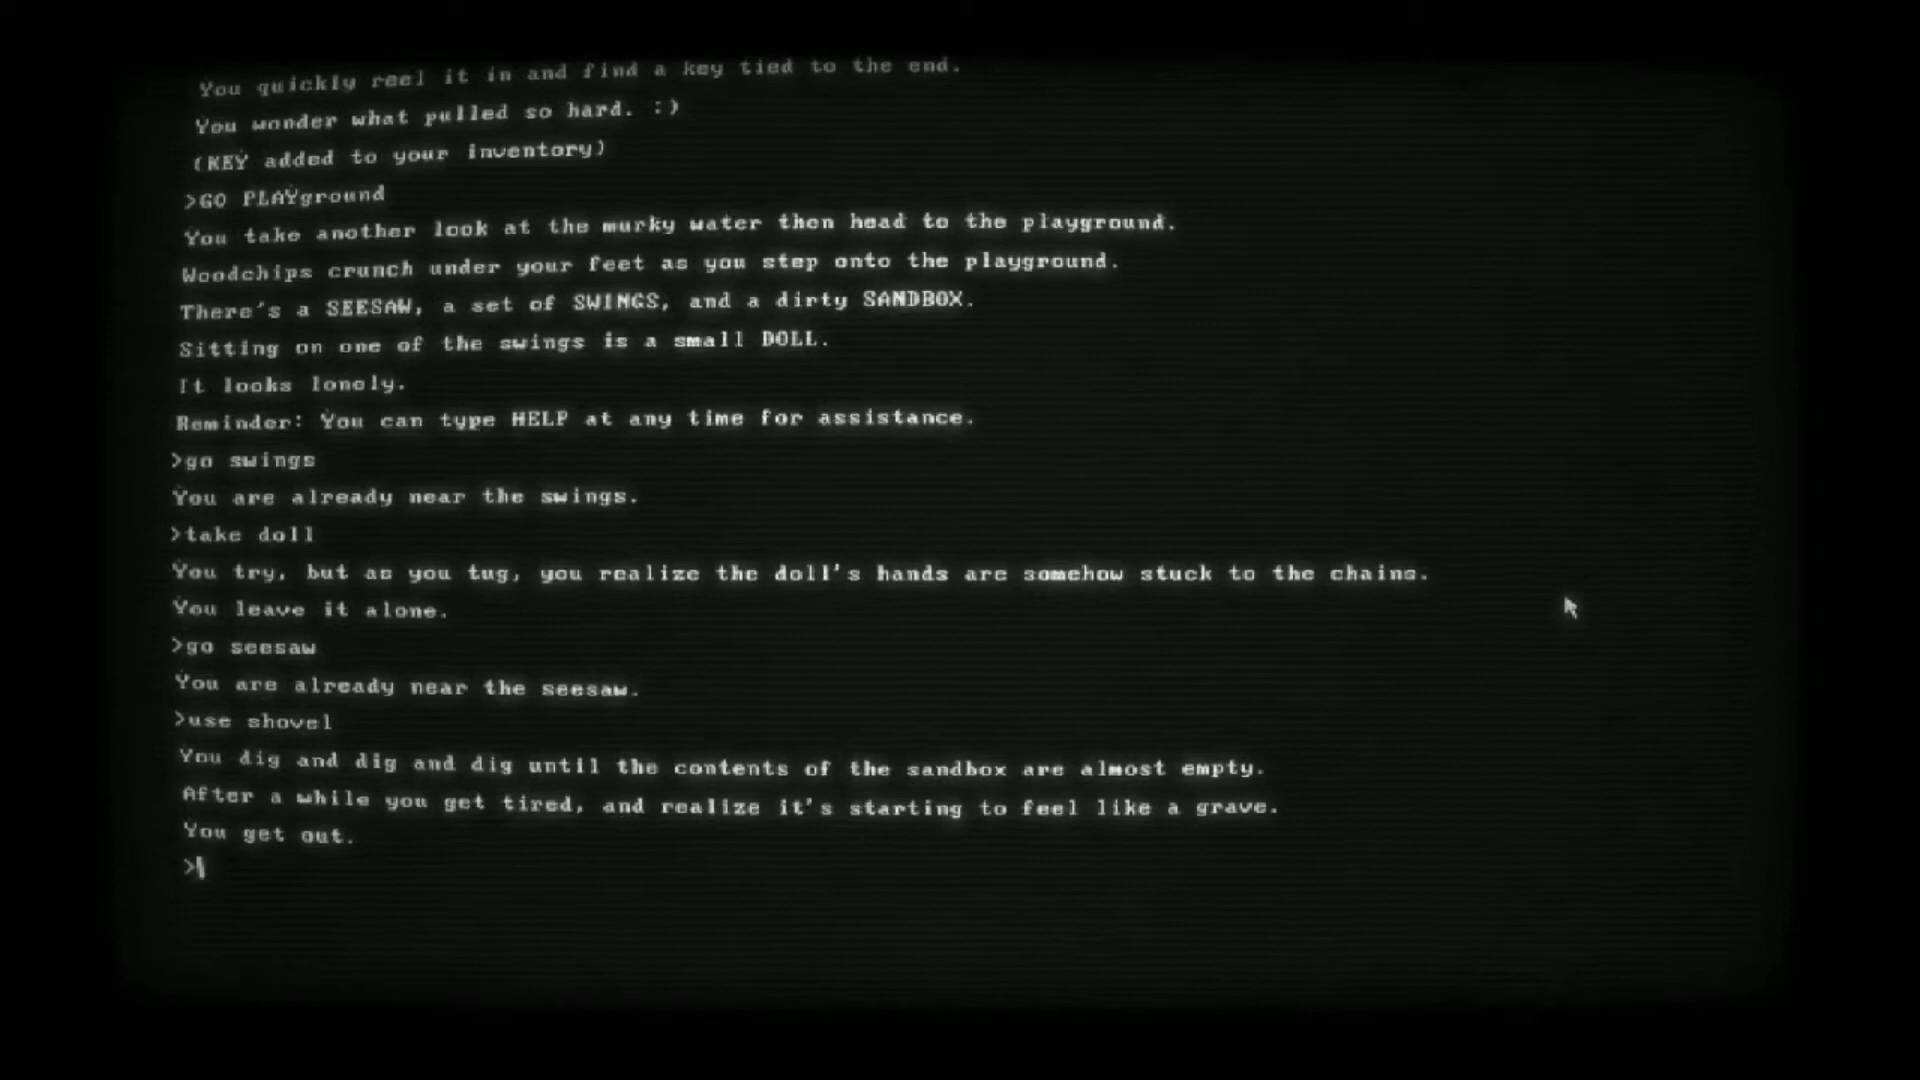 You quickly reel it in and find a key tied to the end.
You wonder what pulled so hard. :)
(KEY added to your inventory)
>GO PLAYground
You take another look at the murky water then head to the playground.
Woodchips crunch under your feet as you step onto the playground.
There's a SEESAW, a set of SWINGS, and a dirty SANDBOX.
Sitting on one of the swings is a small DOLL.
It looks lonely.
Reminder: You can type HELP at any time for assistance.
>go swings
You are already near the swings.
>take doll
You try, but as you tug, you realize the doll's hands are somehow stuck to the chains.
You leave it alone.
>go seesaw
You are already near the seesaw.
>use shovel
You dig and dig and dig until the contents of the sandbox are almost empty.
After a while you get tired, and realize it's starting to feel like a grave.
You get out.
>